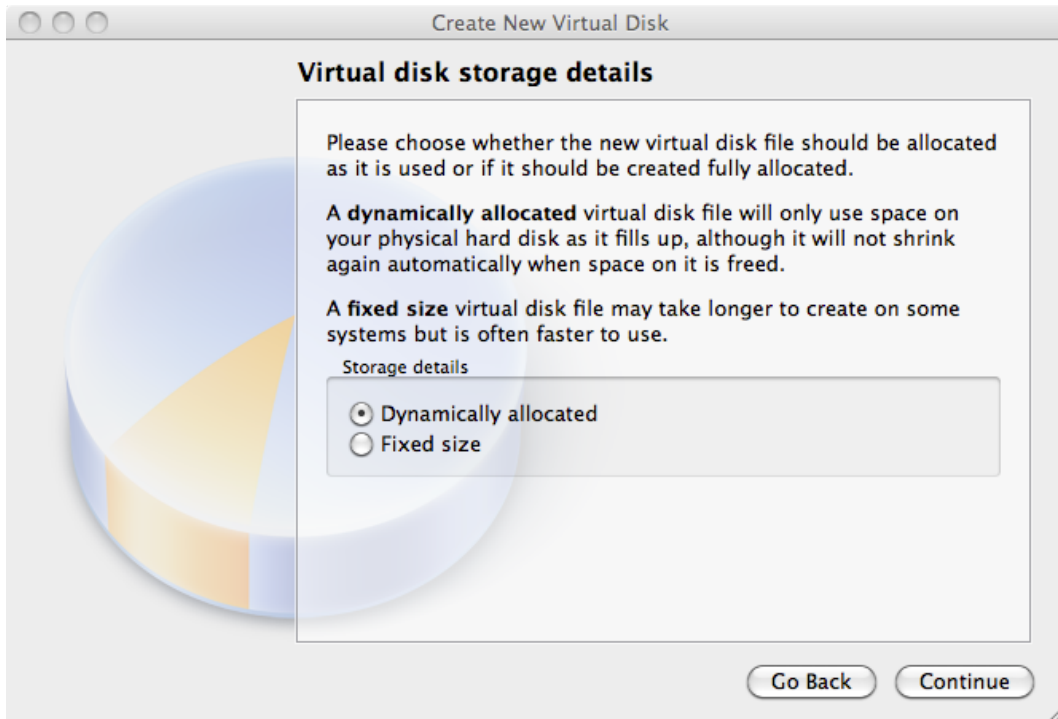 Create New Virtual Disk
Virtual disk storage details
Please choose whether the new virtual disk file should be allocated
as it is used or if it should be created fully allocated.
A dynamically allocated virtual disk file will only use space on
your physical hard disk as it fills up, although it will not shrink
again automatically when space on it is freed.
A fixed size virtual disk file may take longer to create on some
systems but is often faster to use.
Storage details
Dynamically allocated
Fixed size
Go Back
Continue